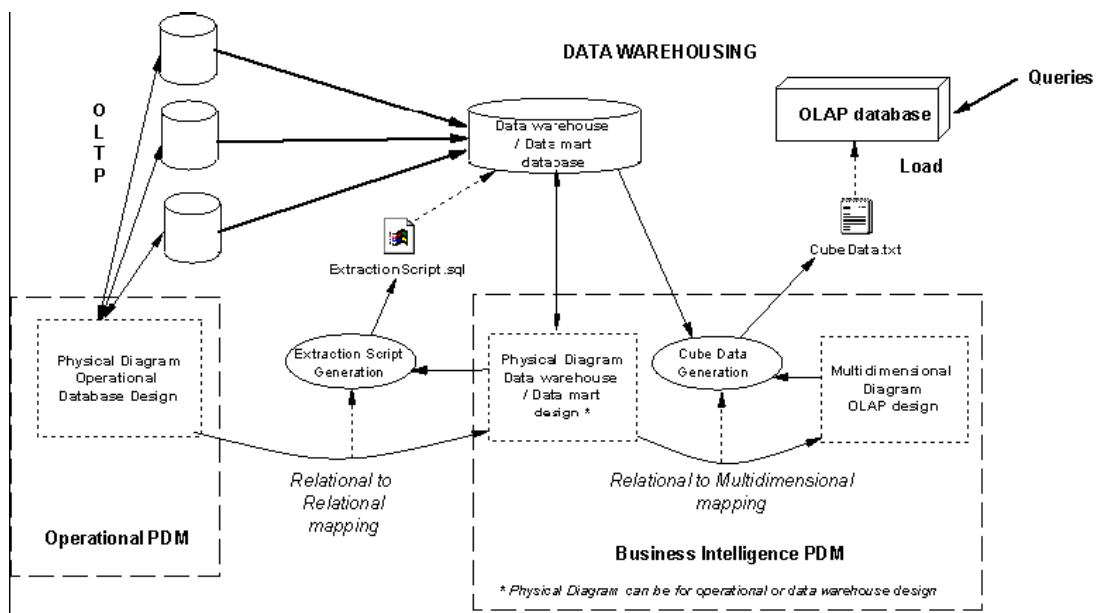 DATA WAREHOUSING
Queries
O
L
T
P
OLAP database
Data warehouse
/ Data mart
database
Load
ExtractionScript.sql
CubeData.txt
Physical Diagram
Operational
Database Design
Extraction Script
Generation
Physical Diagram
Data warehouse
/ Data mart
design *
Cube Data
Generation
Multidimensional
Diagram
OLAP design
Relational to
Relational
mapping
Relational to Multidimensional
mapping
Operational PDM
Business Intelligence PDM
* Physical Diagram can be for operational or data warehouse design